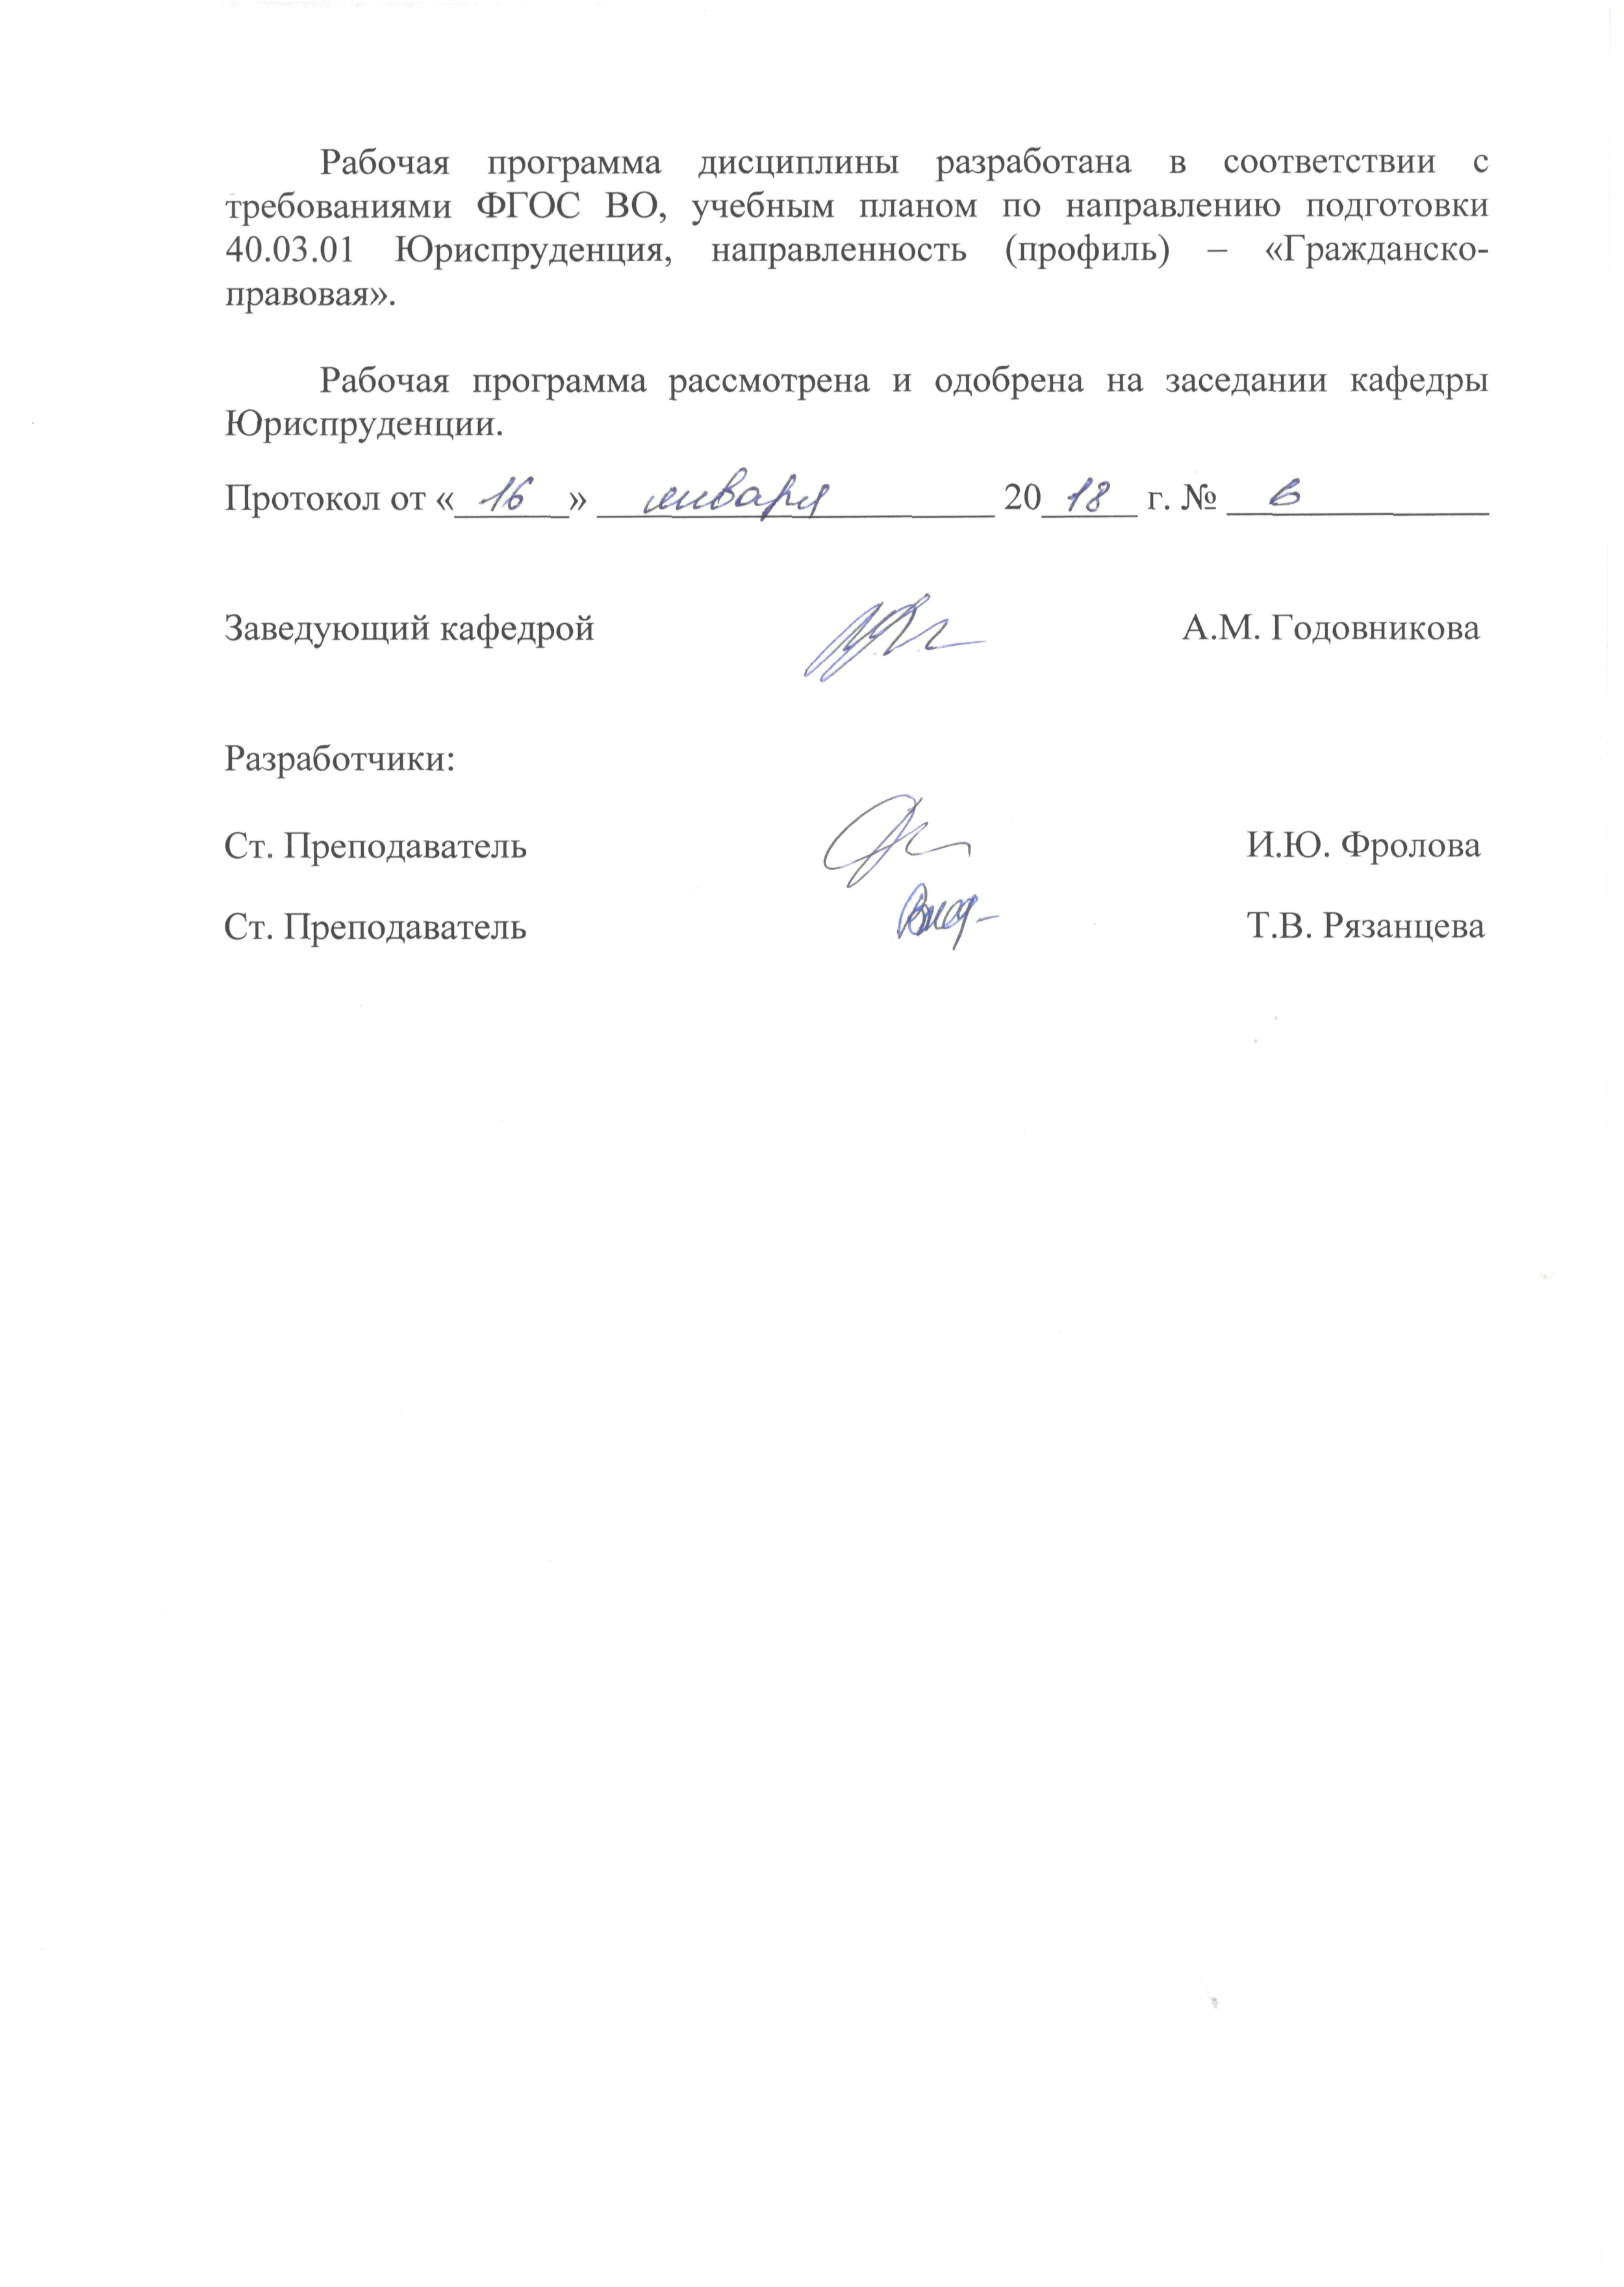 Рабочая программа дисциплины разработана в соответствии с
требованиями ФГОС ВО, учебным планом по направлению подготовки
40.03.01 Юриспруденция, направленность (профиль) – «Гражданско-
правовая».
Рабочая программа рассмотрена и одобрена на заседании кафедры
Юриспруденции.
Протокол от «16» января 2018 г. № 6
Заведующий кафедрой А.М. Годовникова
Разработчики:
Ст. Преподаватель И.Ю. Фролова
Ст. Преподаватель Т.В. Рязанцева